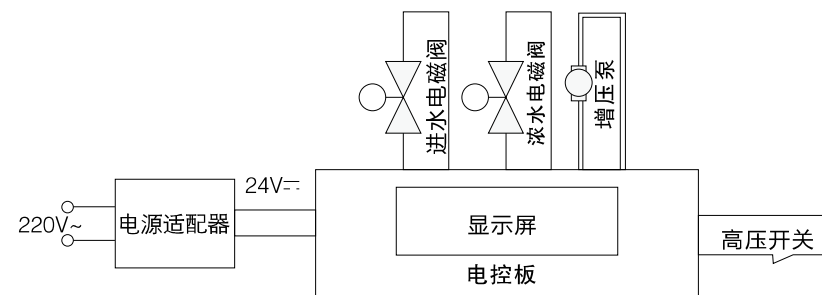 进水电磁阀
浓水电磁阀
增压泵
24V⎓
220V~
电源适配器
显示屏
高压开关
电控板